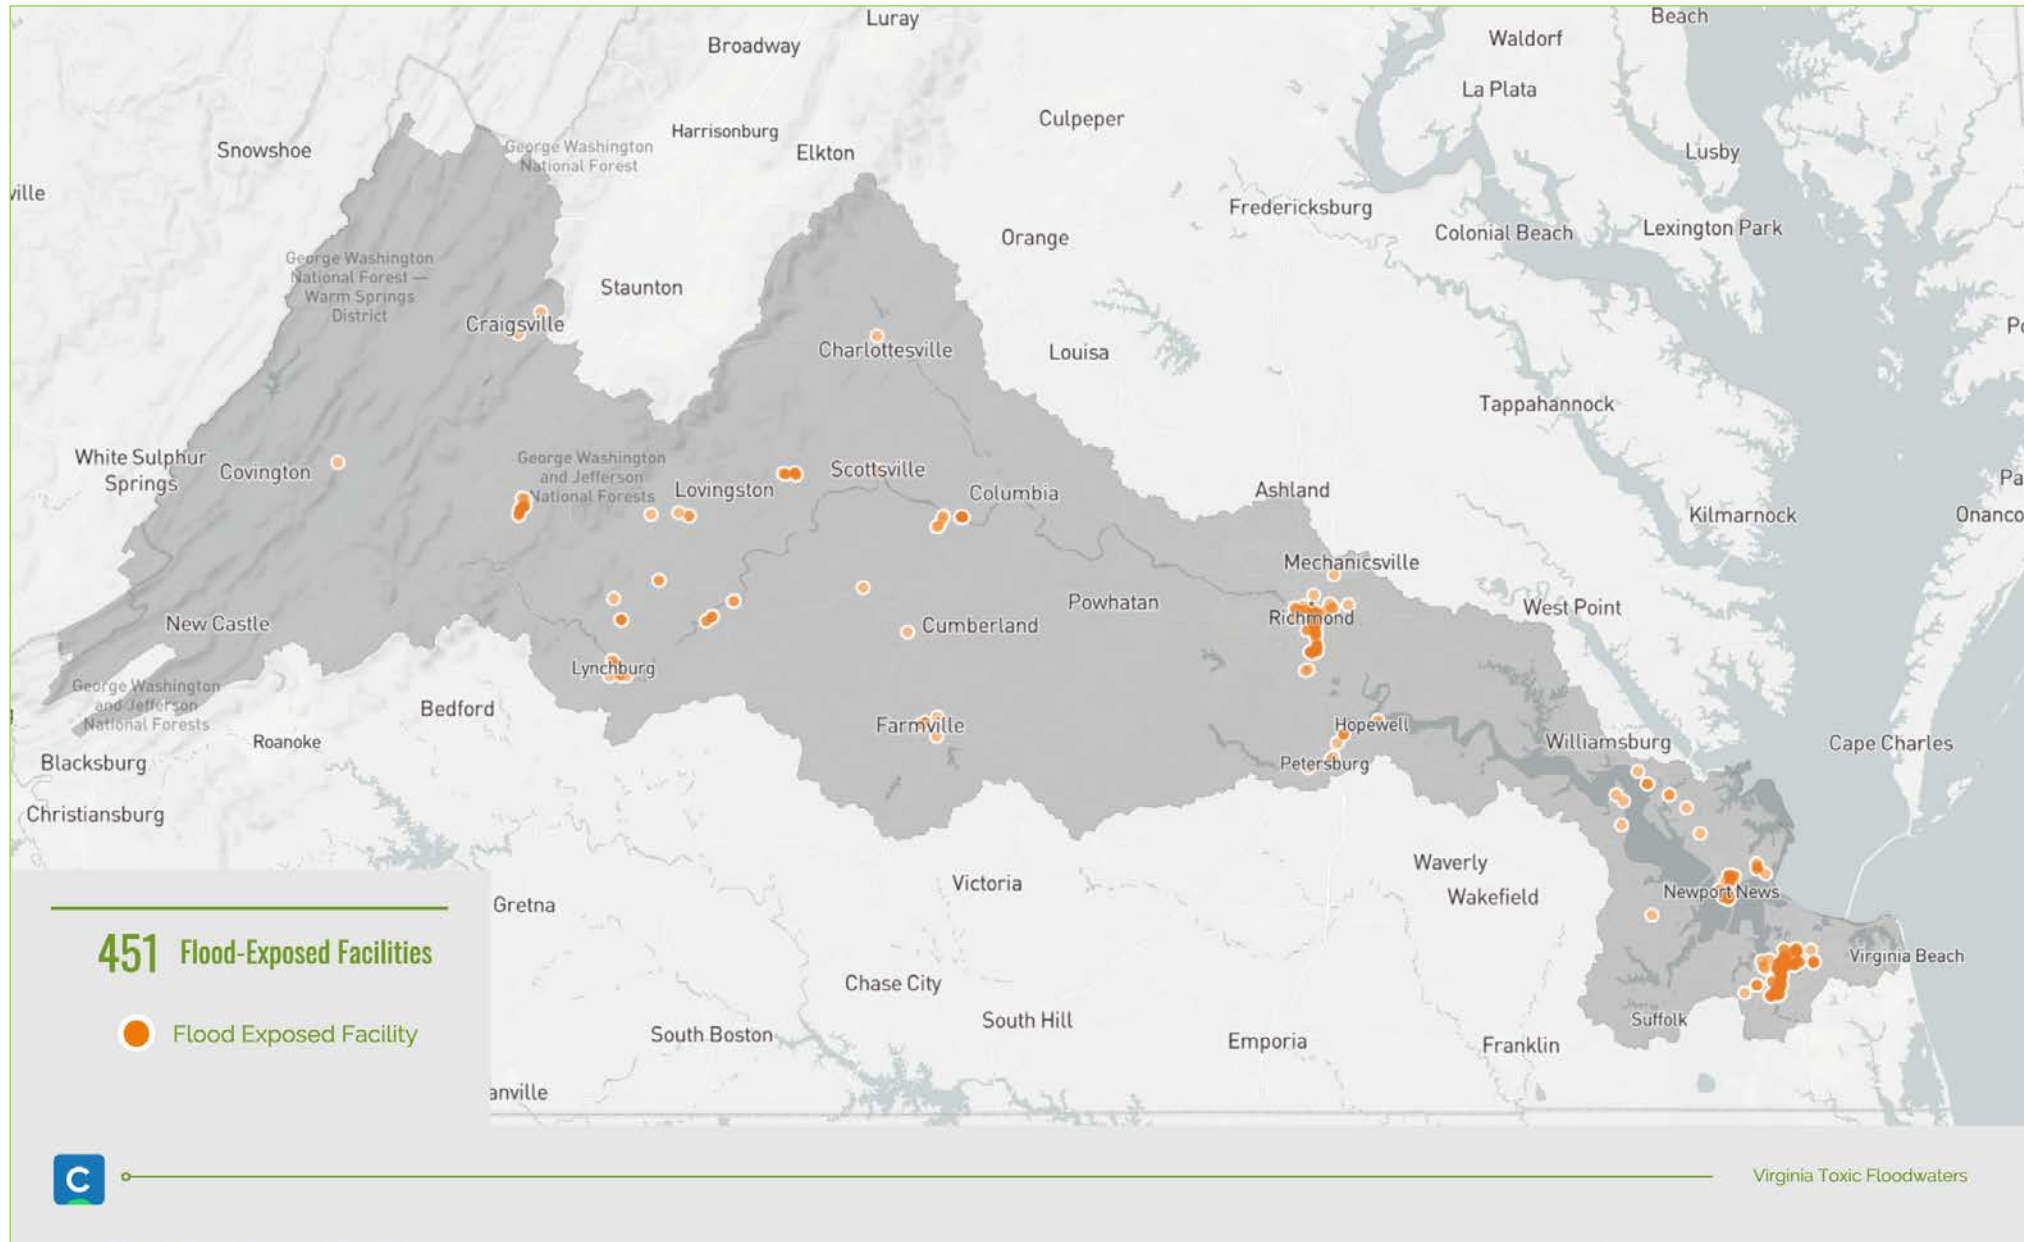 Luray
Beach
Broadway
Waldorf
La Plata
Culpeper
Harrisonburg
Snowshoe
George Washington
National Forest
Elkton
Lusby
ville
Fredericksburg
Orange
Colonial Beach
Lexington Park
George Washington
National Forest —
Warm Springs
District
Staunton
Craigsville
Charlottesville
Louisa
Po
Tappahannock
White Sulphur
Springs
Covington
George Washington
and Jefferson
National Forests
Lovingston
Scottsville
Columbia
Ashland
Pa
Kilmarnock
Onanco
Mechanicsville
Powhatan
West Point
New Castle
Cumberland
Richmond
Lynchburg
George Washington
and Jefferson
National Forests
Bedford
Farmville
Hopewell
Roanoke
Williamsburg
Cape Charles
Blacksburg
Petersburg
Christiansburg
Waverly
Victoria
Wakefield
Newport News
Gretna
451 Flood-Exposed Facilities
Virginia Beach
Chase City
South Hill
Suffolk
Flood Exposed Facility
South Boston
Emporia
Franklin
anville
C
Virginia Toxic Floodwaters